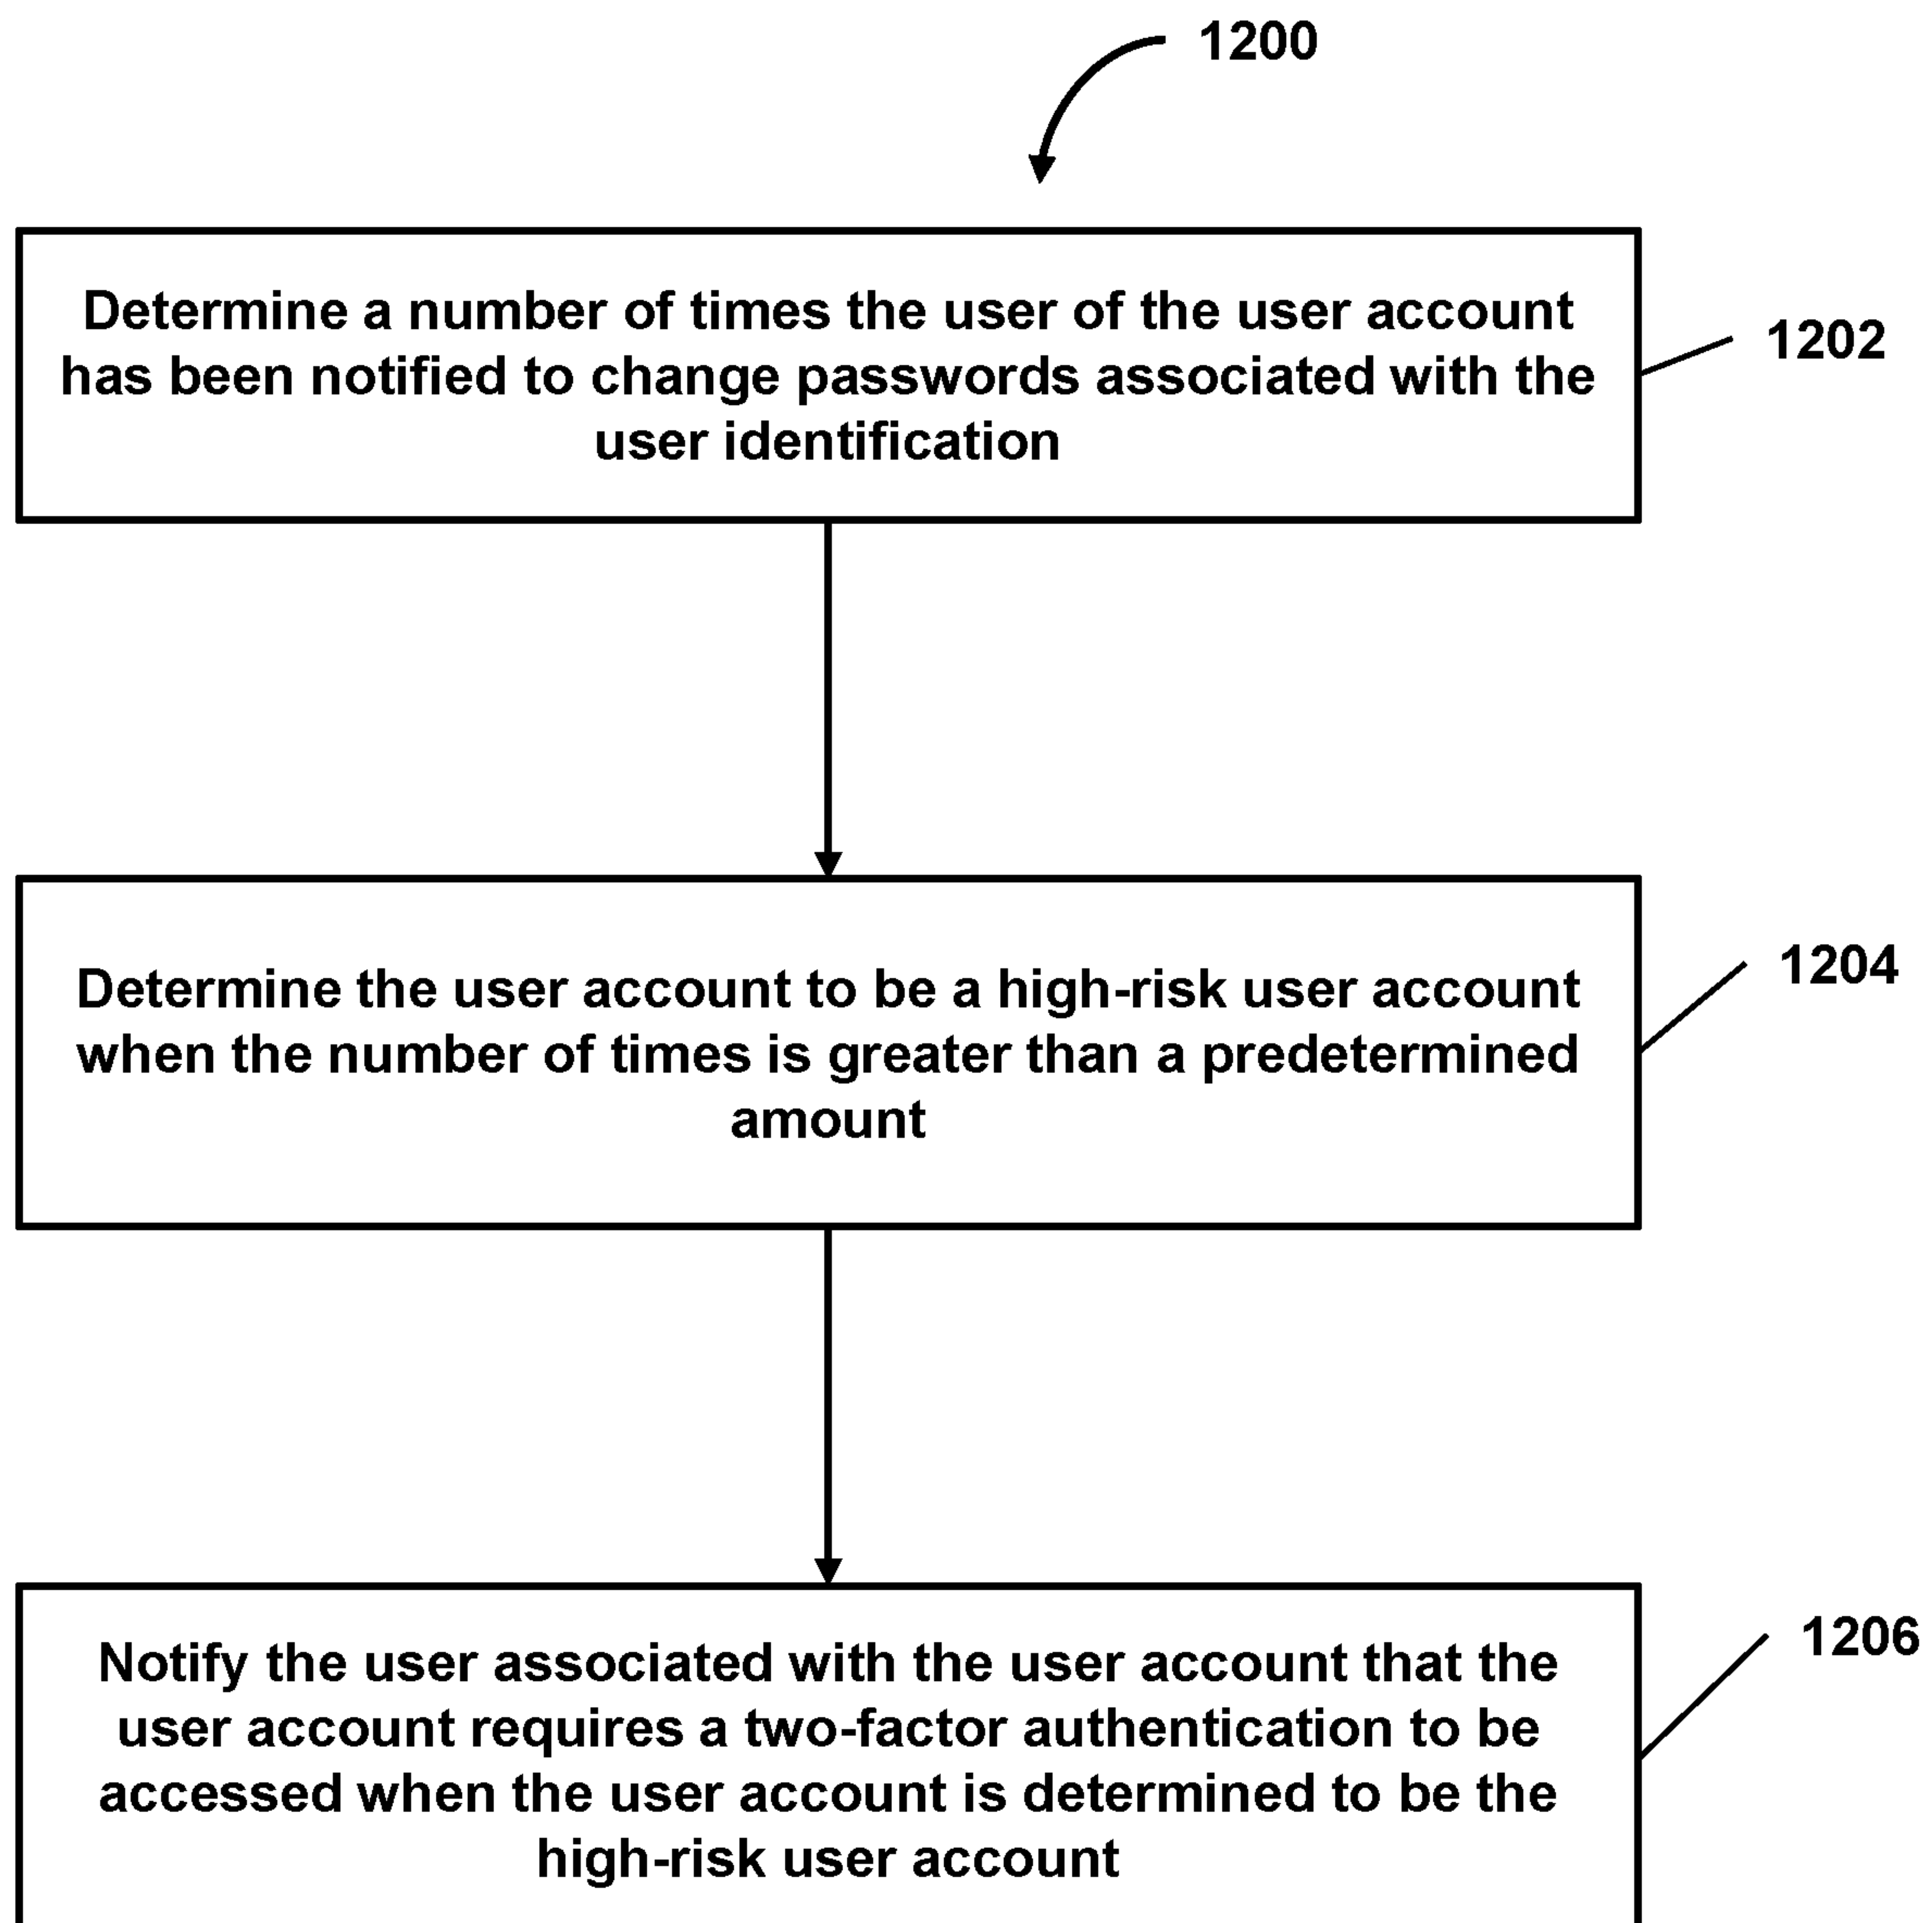 1200
Determine a number of times the user of the user account
has been notified to change passwords associated with the
user identification
1202
Determine the user account to be a high-risk user account
when the number of times is greater than a predetermined
amount
1204
Notify the user associated with the user account that the
user account requires a two-factor authentication to be
accessed when the user account is determined to be the
high-risk user account
1206